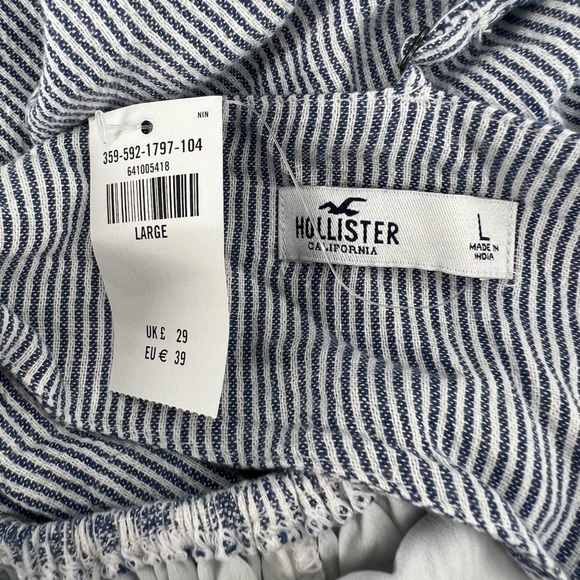 NIN
359-592-1797-104
641005418
LARGE
UK £ 29
EU € 39
HOLLISTER
CALIFORNIA
L
MADE IN
INDIA